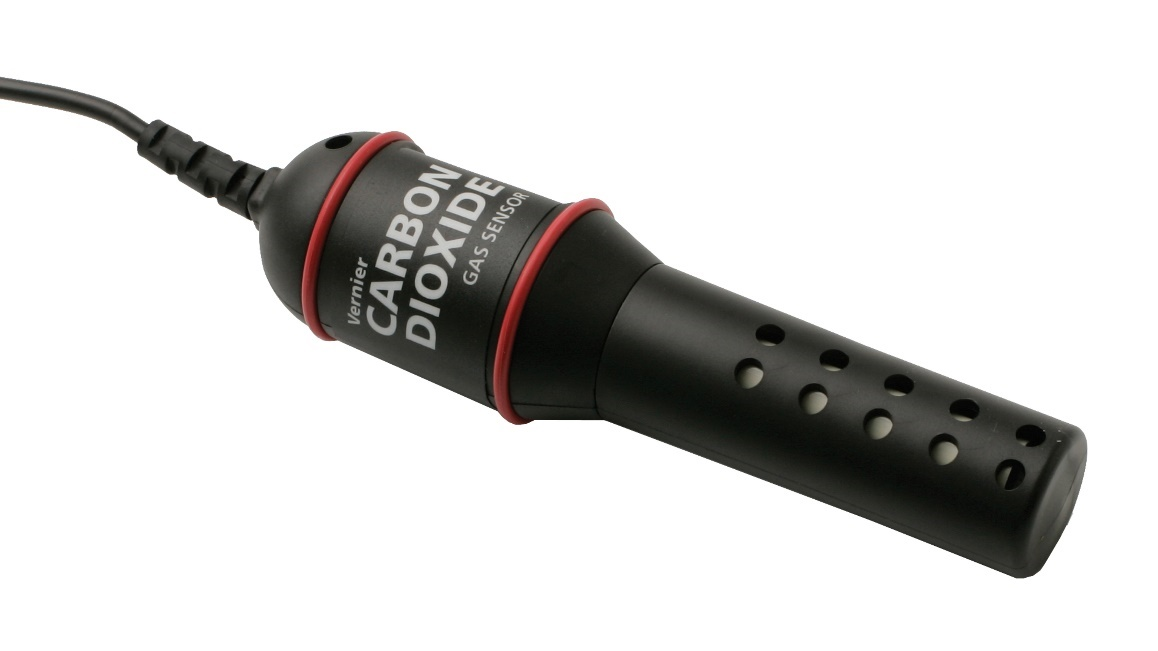 Vernier
CARBON
DIOXIDE
GAS SENSOR